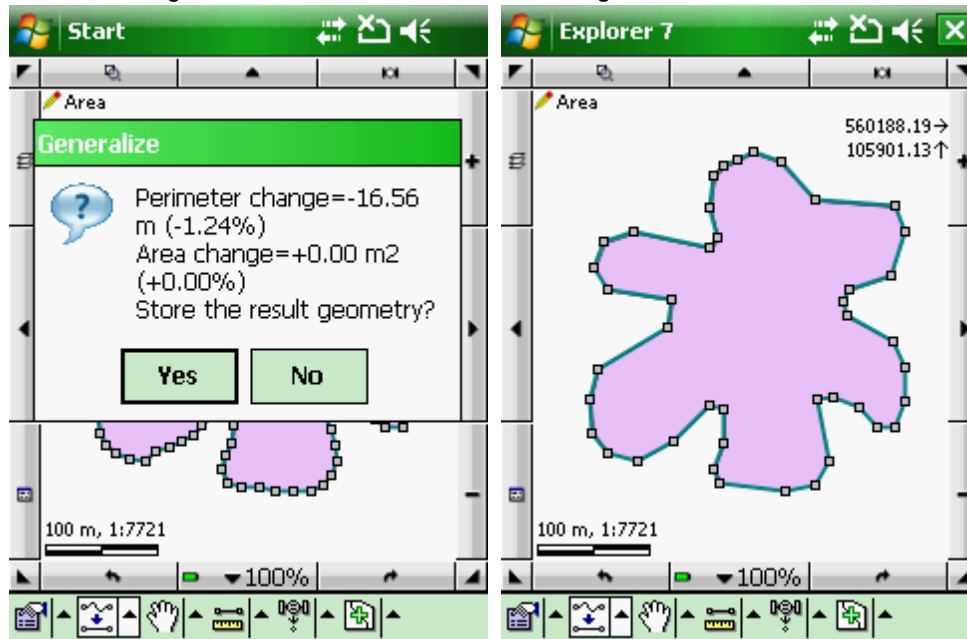 Start
Area
Generalize
Perimeter change=-16.56
m (-1.24%)
Area change=+0.00 m2
(+0.00%)
Store the result geometry?
Yes
No
100 m, 1:7721
100%
Explorer 7
Area
560188.19→
105901.13↑
100 m, 1:7721
100%